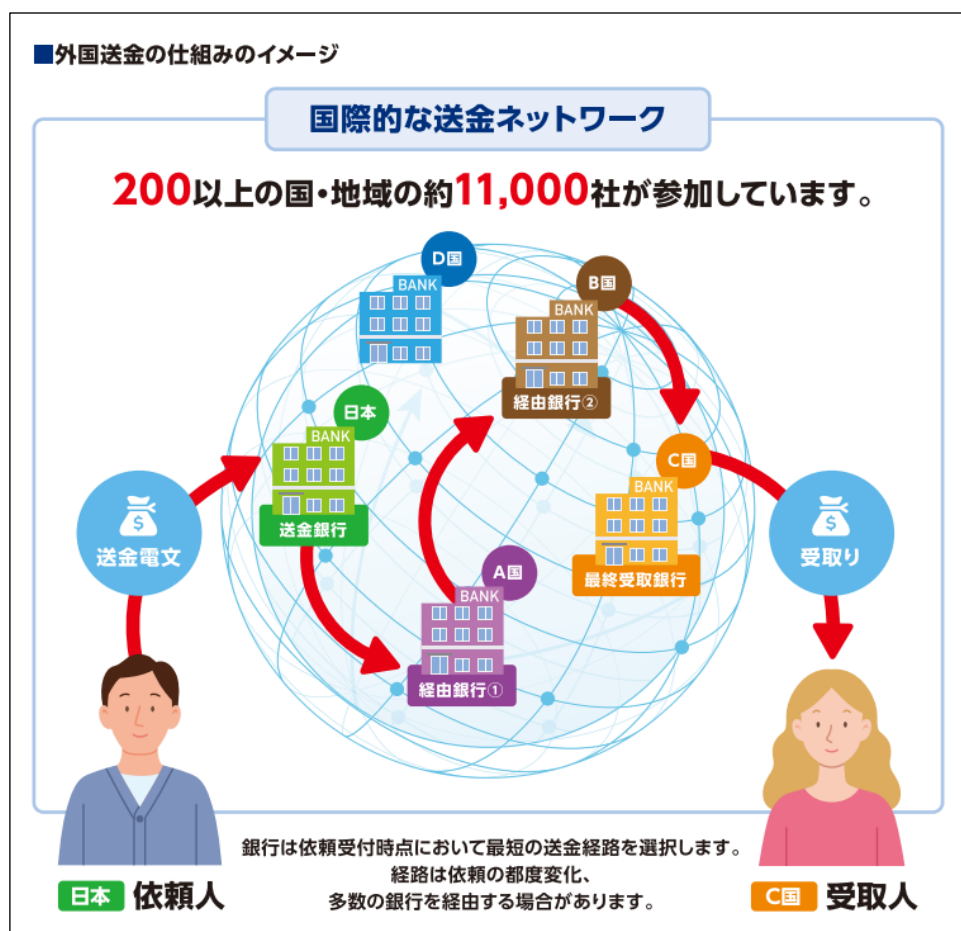 ■外国送金の仕組みのイメージ
国際的な送金ネットワーク
200以上の国・地域の約11,000社が参加しています。
D国
BANK
B国
BANK
経由銀行②
日本
BANK
送金銀行
C国
BANK
最終受取銀行
$
送金電文
$
受取り
A国
BANK
経由銀行①
銀行は依頼受付時点において最短の送金経路を選択します。
経路は依頼の都度変化、
多数の銀行を経由する場合があります。
日本 依頼人
C国 受取人